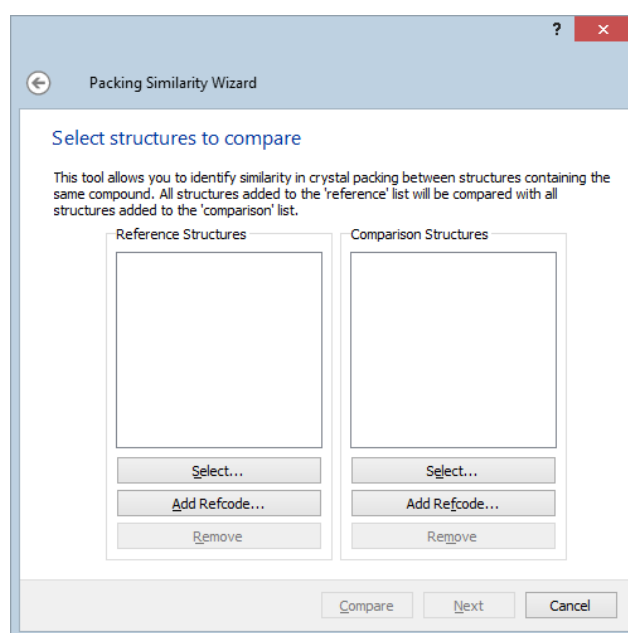 ?
Packing Similarity Wizard
Select structures to compare
This tool allows you to identify similarity in crystal packing between structures containing the
same compound. All structures added to the 'reference' list will be compared with all
structures added to the 'comparison' list.
Reference Structures
Comparison Structures
Select...
Select...
Add Refcode...
Add Refcode...
Remove
Remove
Compare
Next
Cancel